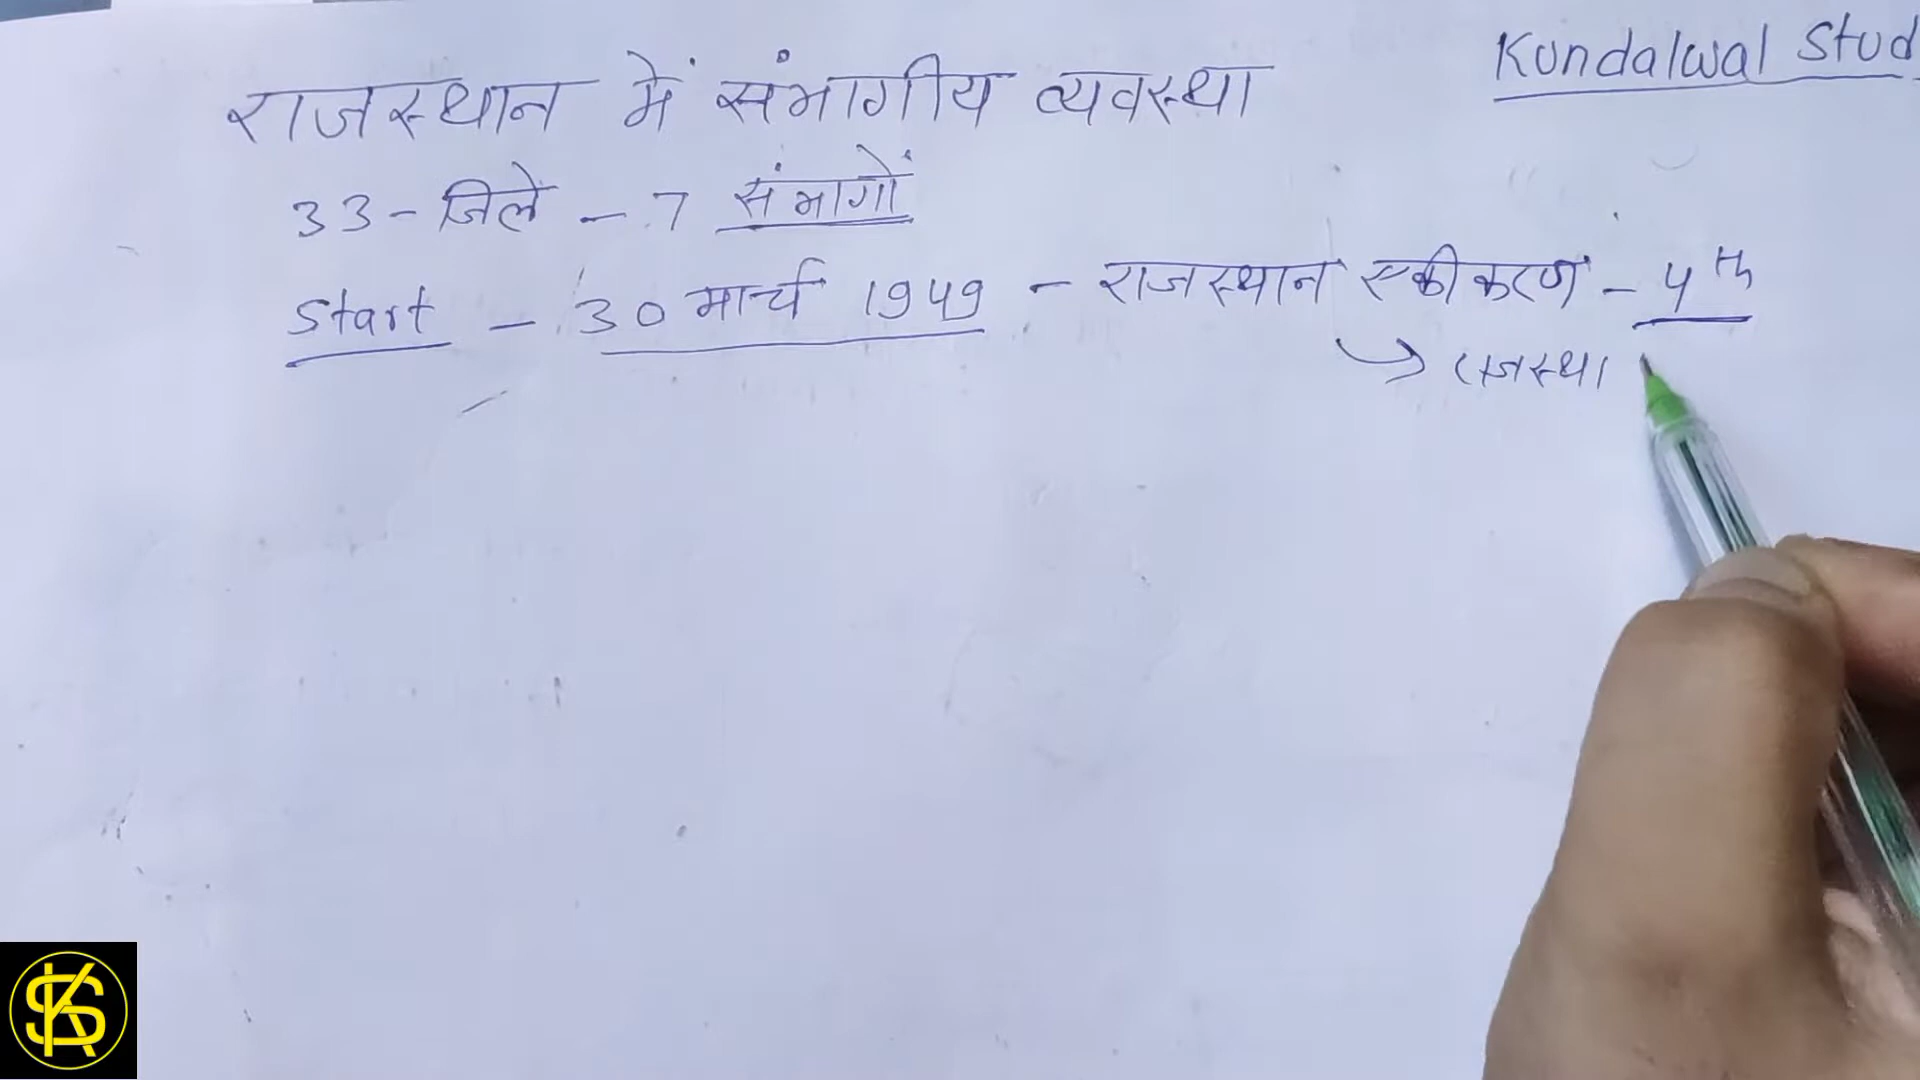 Kundalwal Stud
राजस्थान में संभागीय व्यवस्था
33 - जिले - 7 संभागों
Start - 30 मार्च 1949 - राजस्थान एकीकरण - 4th
राजस्था